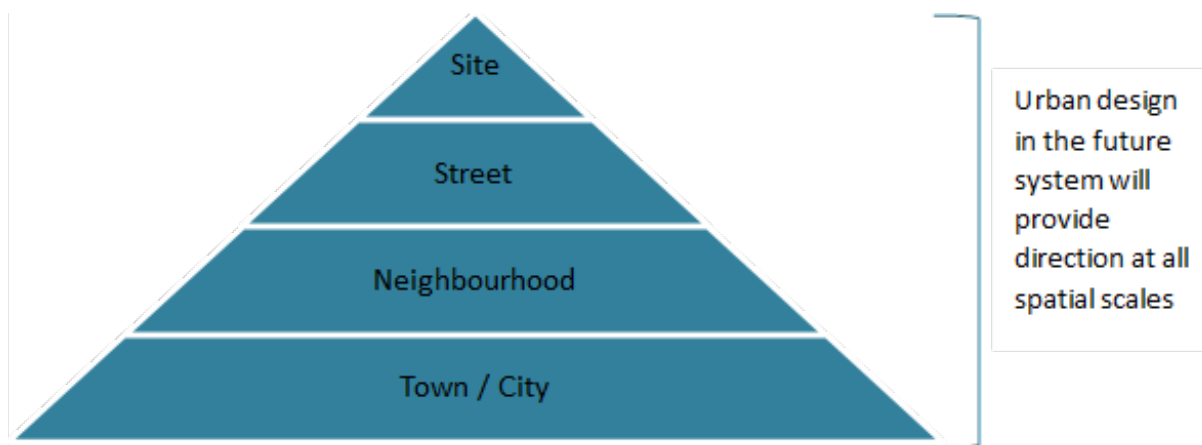 Site
Street
Neighbourhood
Town / City
Urban design
in the future
system will
provide
direction at all
spatial scales